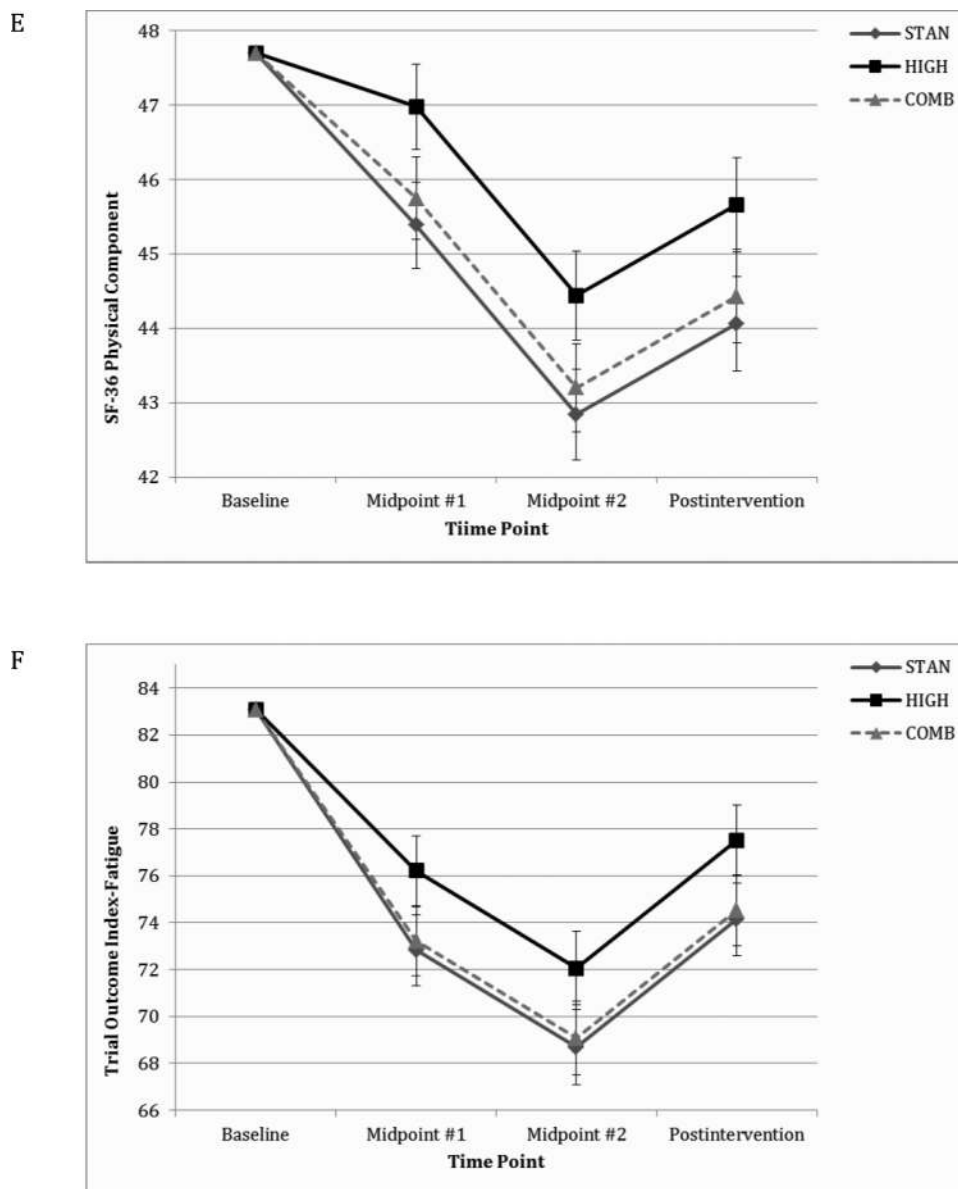 E
48
47
46
45
44
43
42
SF-36 Physical Component
Baseline
Midpoint #1
Midpoint #2
Postintervention
Tiime Point
STAN
HIGH
COMB
F
84
82
80
78
76
74
72
70
68
66
Trial Outcome Index-Fatigue
Baseline
Midpoint #1
Midpoint #2
Postintervention
Time Point
STAN
HIGH
COMB